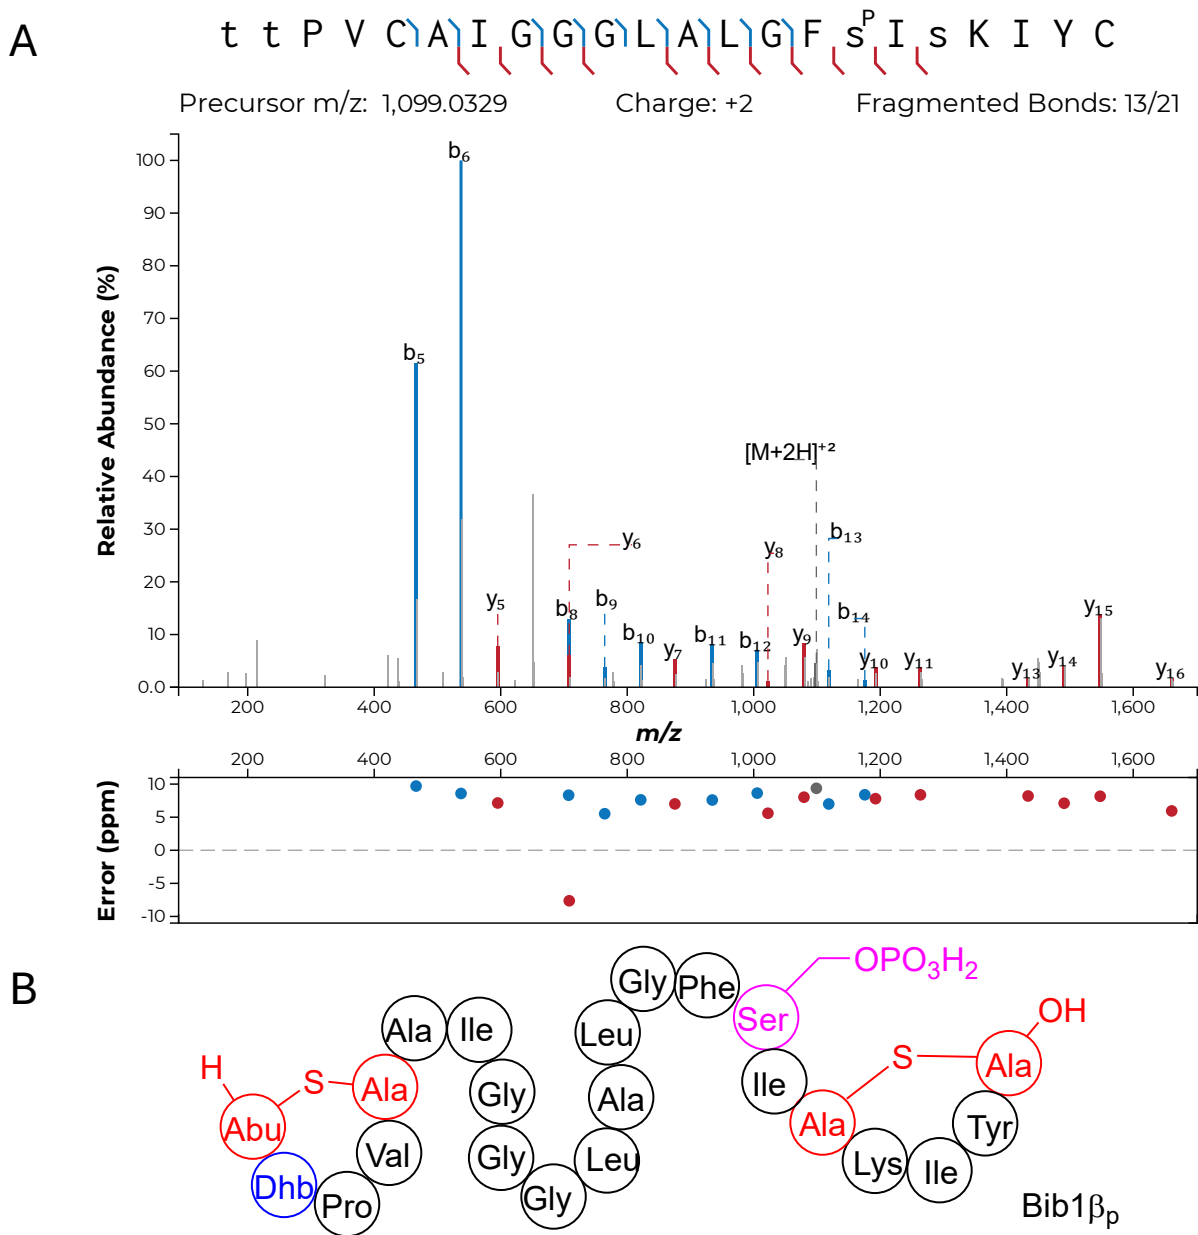 A
t t P V C A I G G G L A L G F sᴾ I s K I Y C
Precursor m/z: 1,099.0329 Charge: +2 Fragmented Bonds: 13/21
Relative Abundance (%)
100
90
80
70
60
50
40
30
20
10
0.0
b₅
b₆
y₅
b₈
y₆
b₉
b₁₀
y₇
b₁₁
b₁₂
y₈
y₉
[M+2H]⁺²
b₁₃
b₁₄
y₁₀
y₁₁
y₁₃
y₁₄
y₁₅
y₁₆
200 400 600 800 1,000 1,200 1,400 1,600
m/z
200 400 600 800 1,000 1,200 1,400 1,600
Error (ppm)
10
5
0
-5
-10
B
H
Abu
S
Ala
Dhb
Pro
Val
Ala
Ile
Gly
Gly
Gly
Leu
Ala
Leu
Gly
Phe
Ser
OPO₃H₂
Ile
Ala
S
Ala
OH
Lys
Ile
Tyr
Bib1βₚ